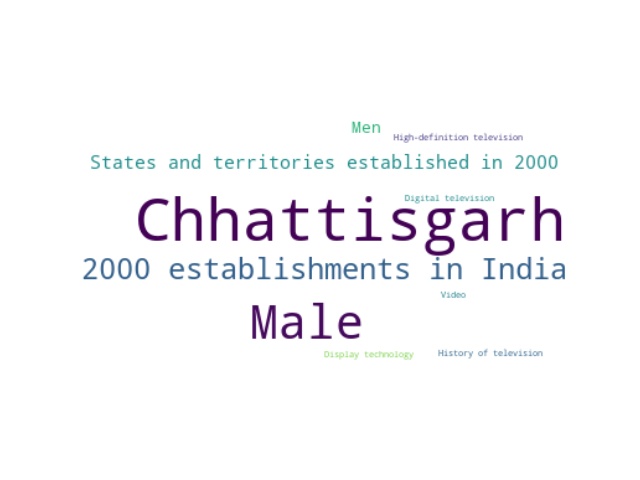 Men
High-definition television
States and territories established in 2000
Digital television
Chhattisgarh
2000 establishments in India
Video
Male
Display technology
History of television